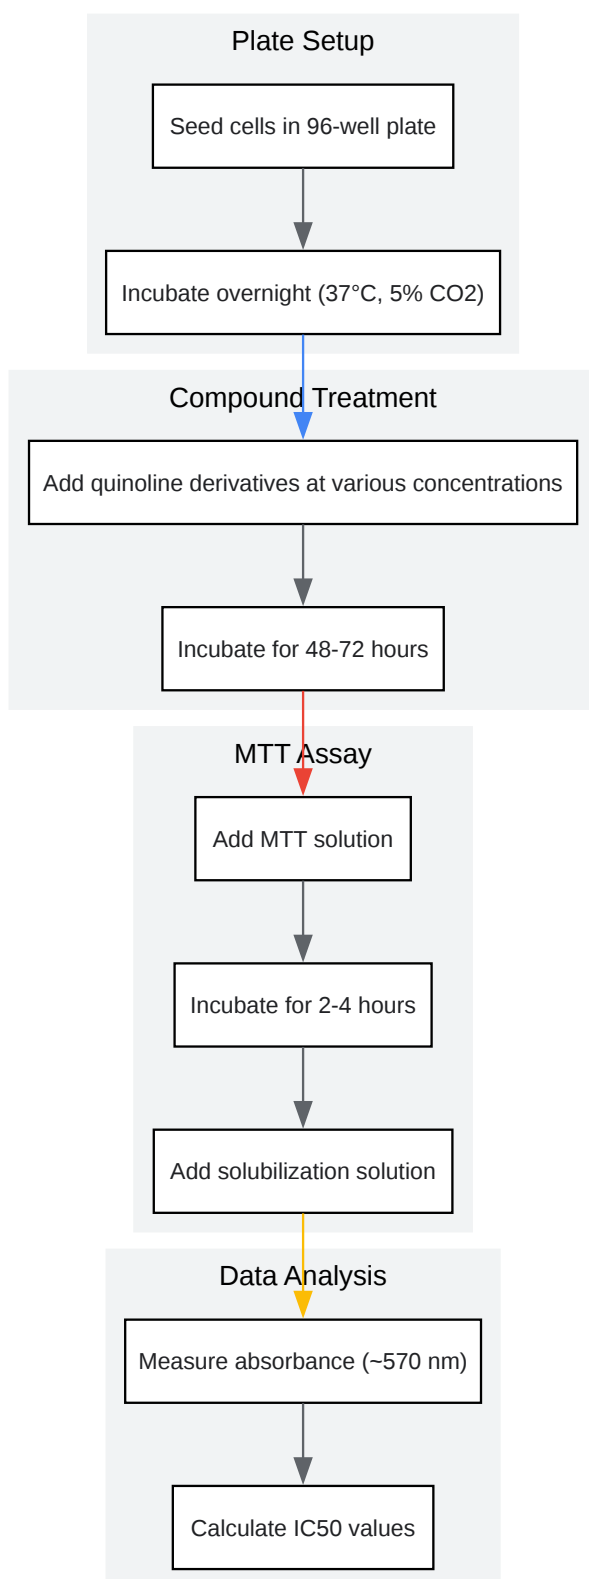 Plate Setup
Seed cells in 96-well plate
Incubate overnight (37°C, 5% CO2)
Compound Treatment
Add quinoline derivatives at various concentrations
Incubate for 48-72 hours
MTT Assay
Add MTT solution
Incubate for 2-4 hours
Add solubilization solution
Data Analysis
Measure absorbance (~570 nm)
Calculate IC50 values